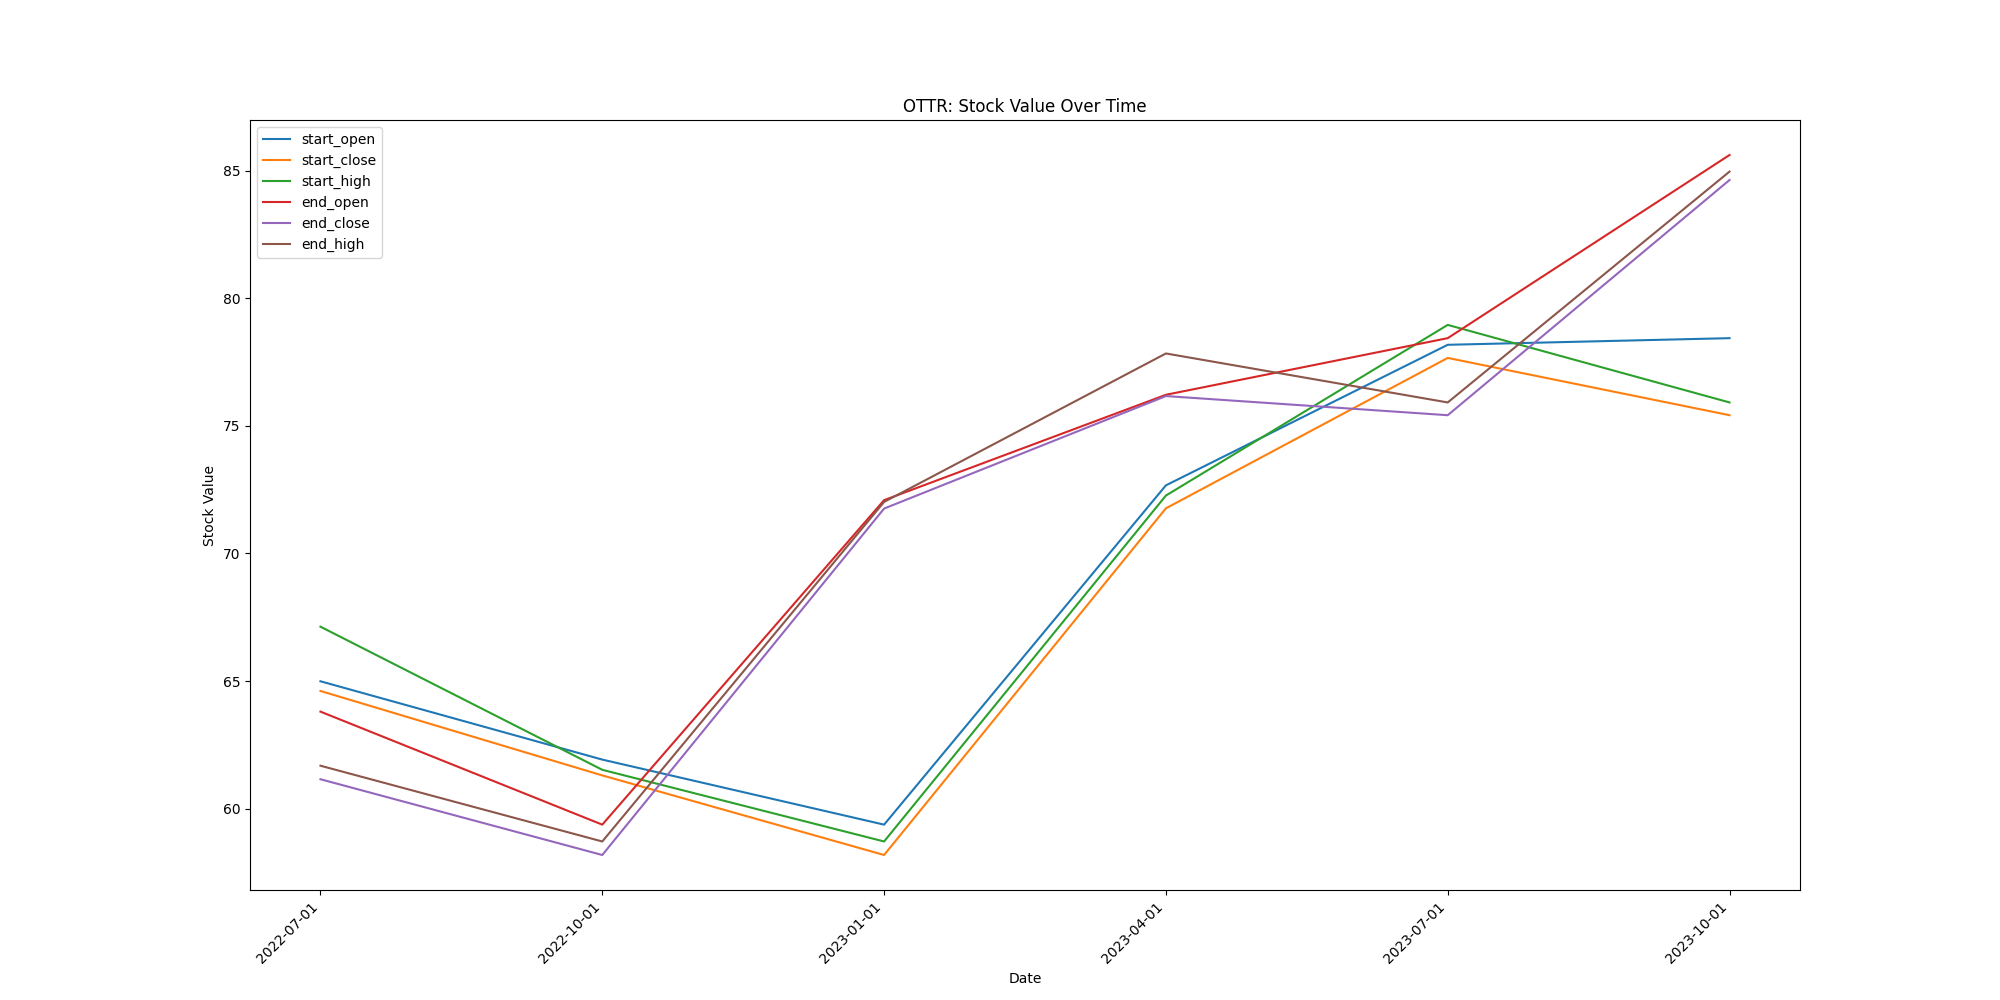 OTTR: Stock Value Over Time
start_open
start_close
start_high
end_open
end_close
end_high
85
80
75
70
65
60
Stock Value
2022-07-01
2022-10-01
2023-01-01
2023-04-01
2023-07-01
2023-10-01
Date